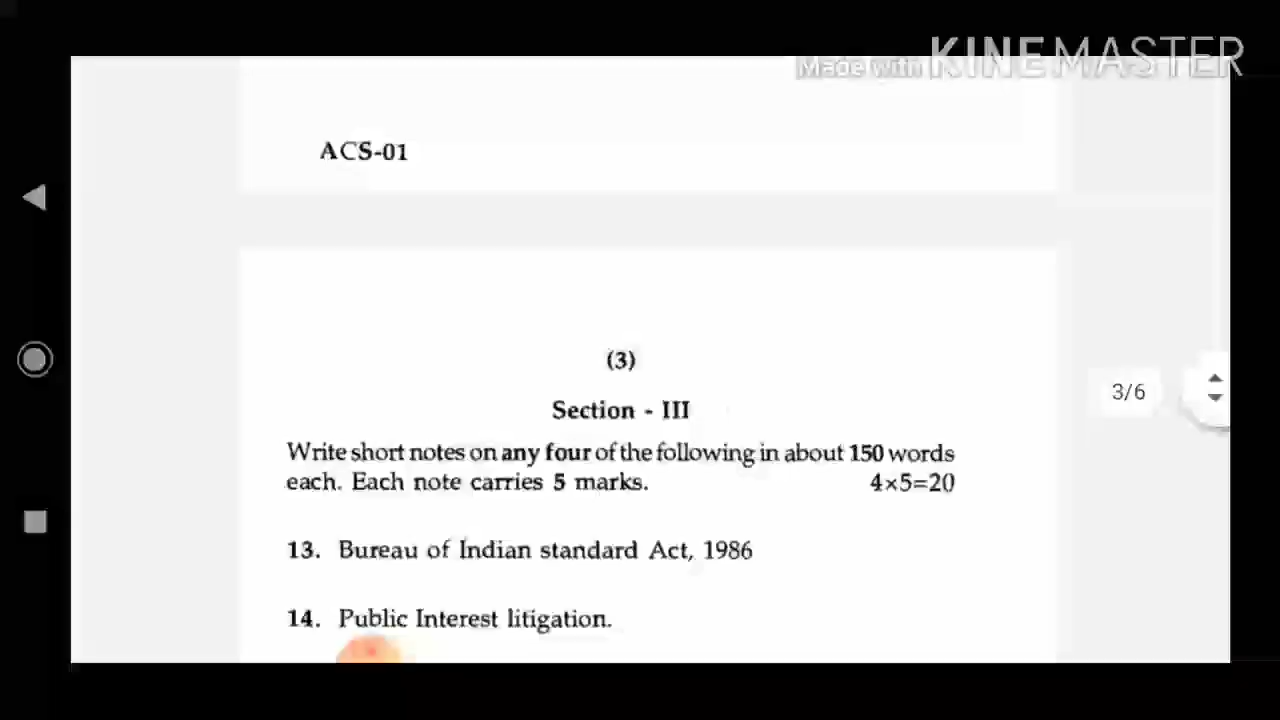 Made with KINEMASTER
ACS-01
(3)
Section - III
Write short notes on any four of the following in about 150 words
each. Each note carries 5 marks. 4×5=20
3/6
13. Bureau of Indian standard Act, 1986
14. Public Interest litigation.